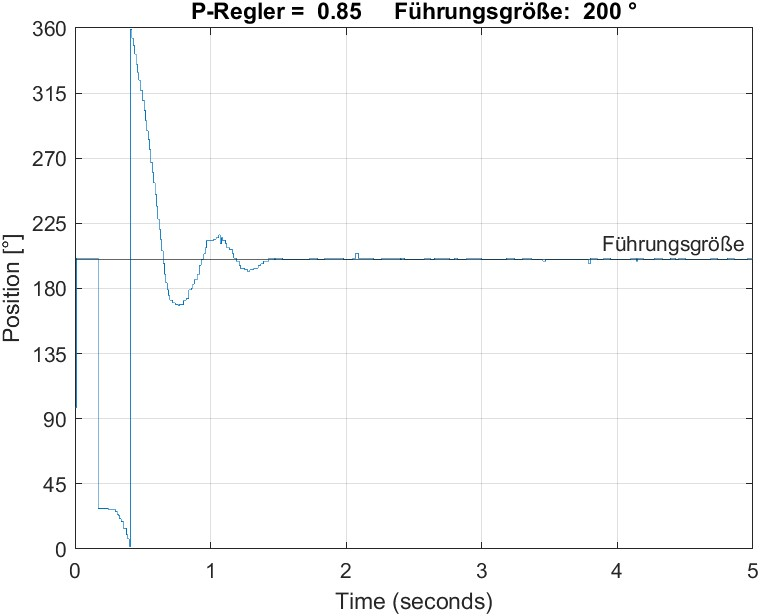 P-Regler = 0.85 Führungsgröße: 200 °
360
315
270
225
180
135
90
45
0
Position [°]
Führungsgröße
0 1 2 3 4 5
Time (seconds)